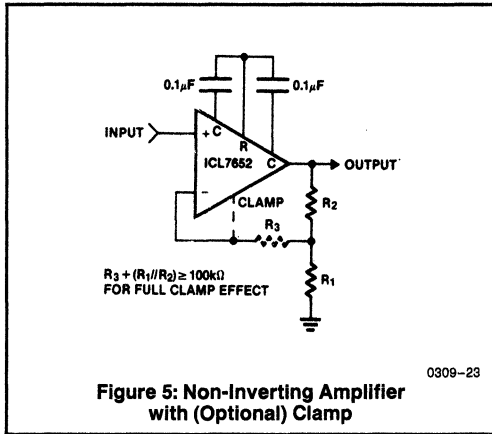 0.1μF
0.1μF
INPUT
+
C
R
ICL7652
C
OUTPUT
−
CLAMP
R2
R3
R1
R3 + (R1//R2) ≥ 100kΩ
FOR FULL CLAMP EFFECT
0309–23
Figure 5: Non-Inverting Amplifier
with (Optional) Clamp